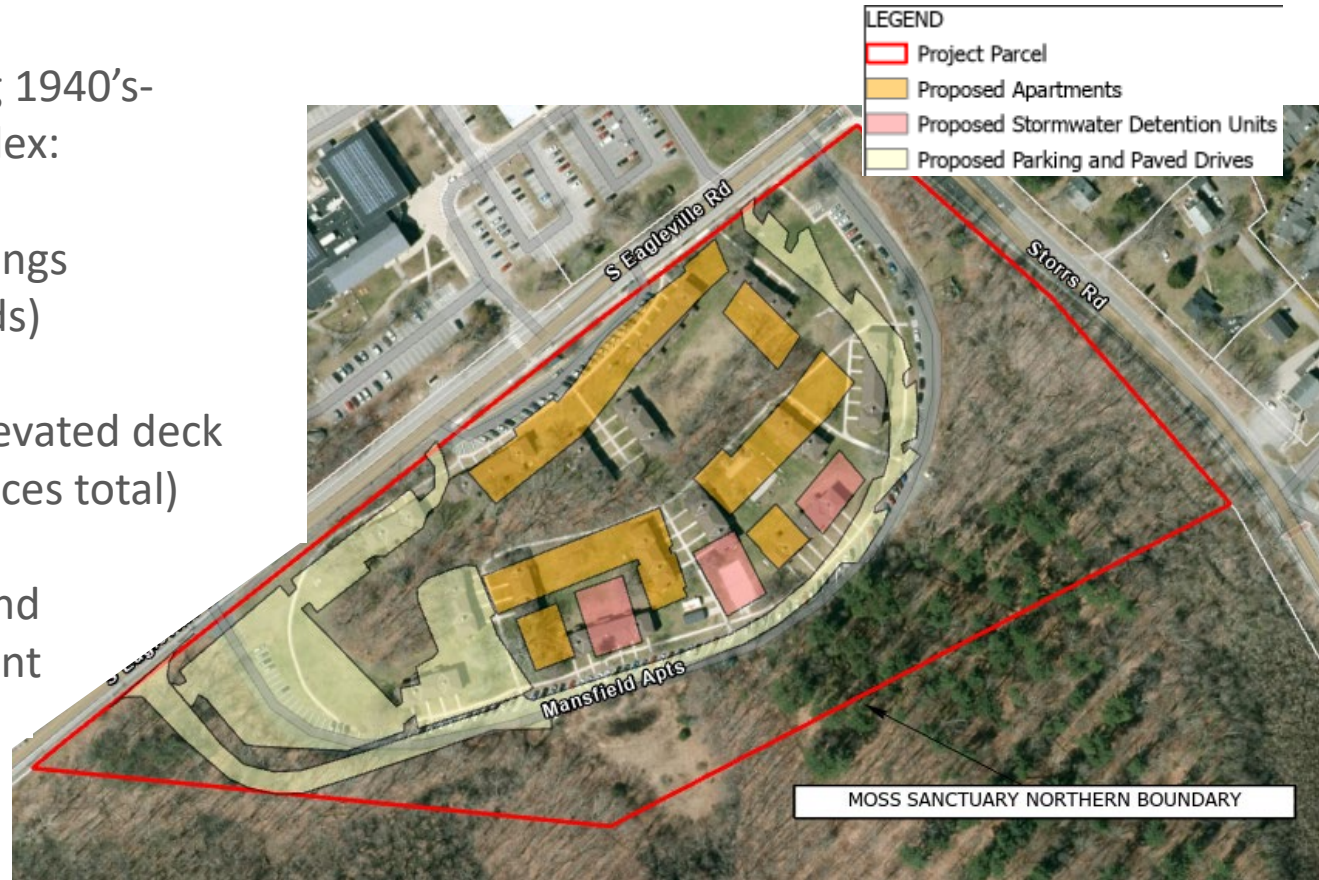 1940's-
lex:
ings
ds)
evated deck
ces total)
nd
nt
LEGEND
Project Parcel
Proposed Apartments
Proposed Stormwater Detention Units
Proposed Parking and Paved Drives
S Eagleville Rd
Storrs Rd
Mansfield Apts
MOSS SANCTUARY NORTHERN BOUNDARY